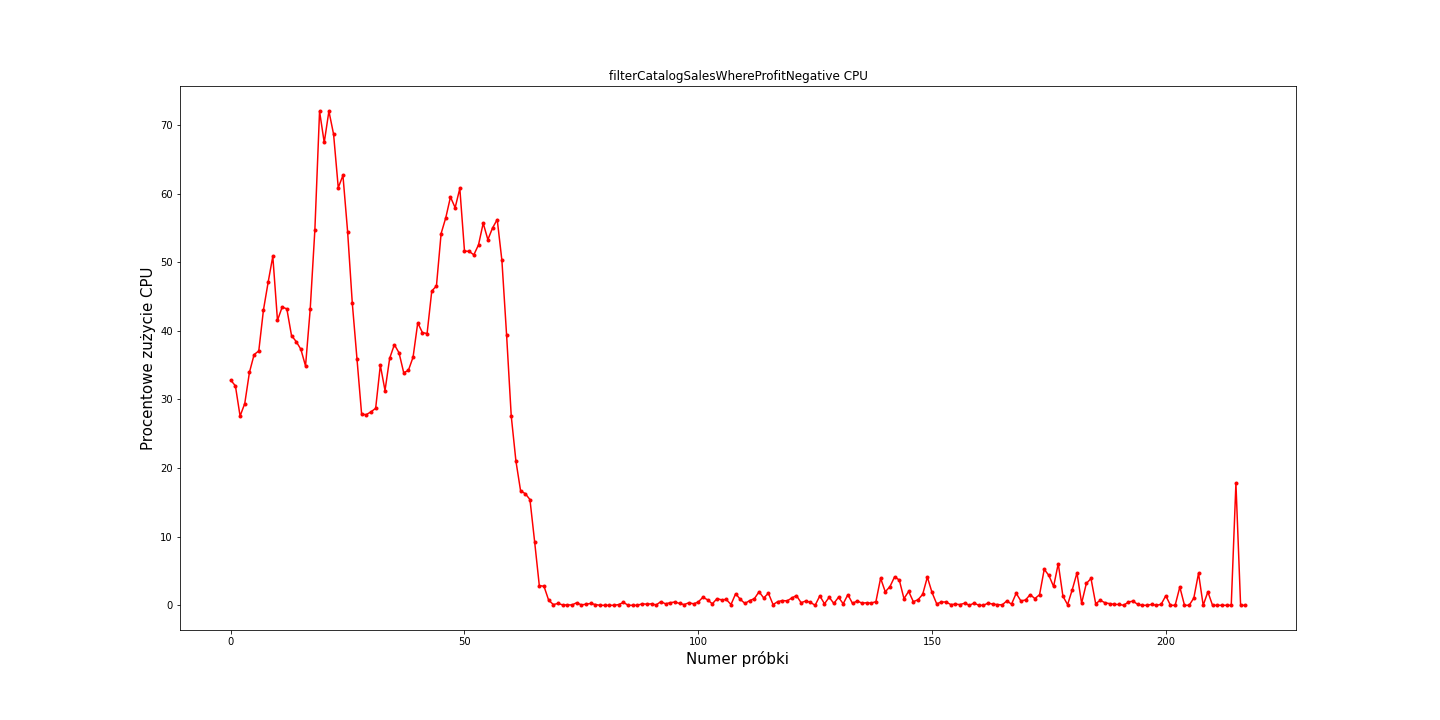 filterCatalogSalesWhereProfitNegative CPU
Procentowe zużycie CPU
70
60
50
40
30
20
10
0
0 50 100 150 200
Numer próbki